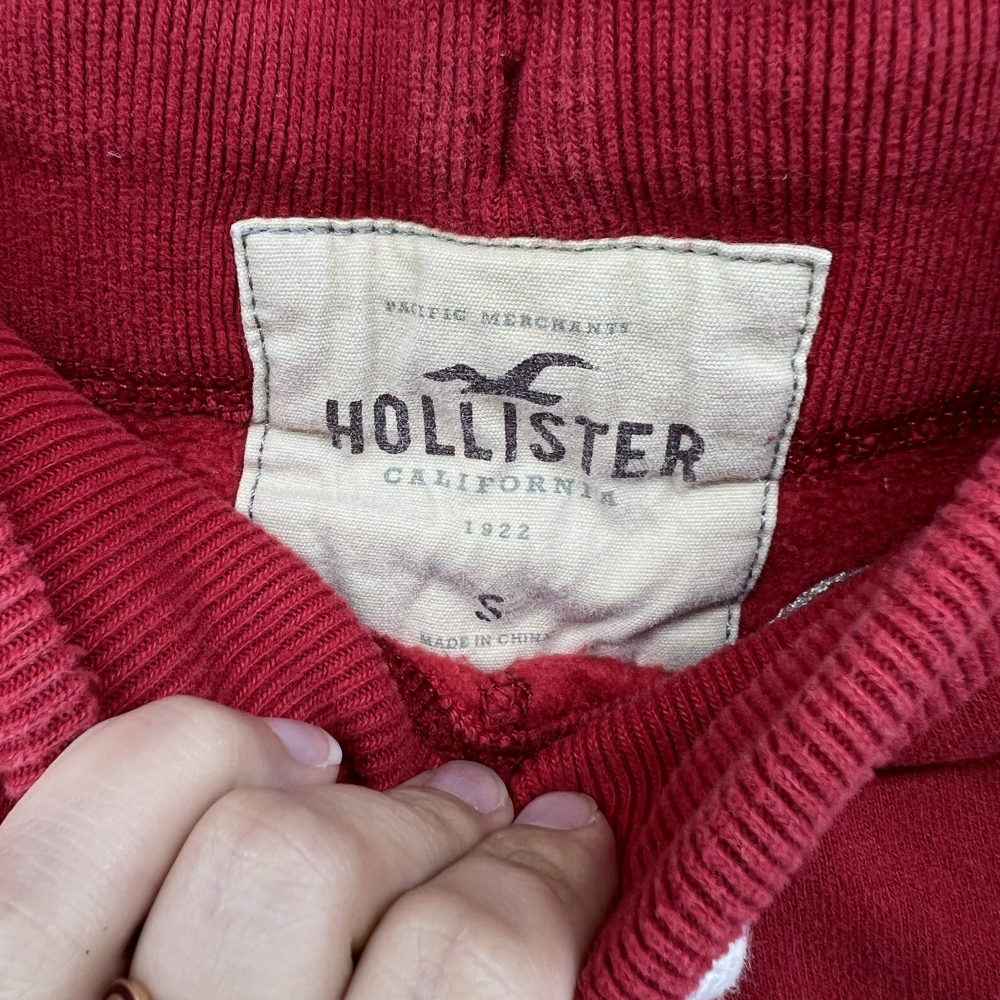 PACIFIC MERCHANTS
HOLLISTER
CALIFORNIA
1922
S
MADE IN CHINA